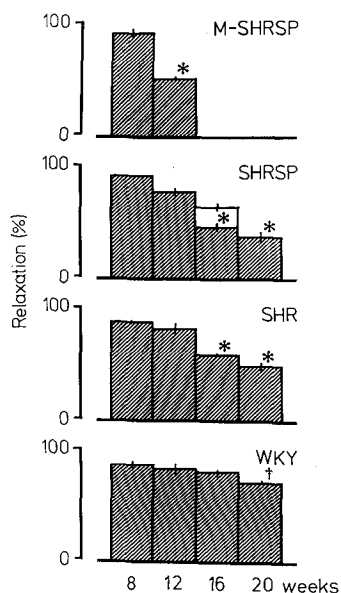 100
M-SHRSP
*
0
100
SHRSP
*
*
0
Relaxation (%)
100
SHR
*
*
0
100
WKY
†
0
8 12 16 20 weeks